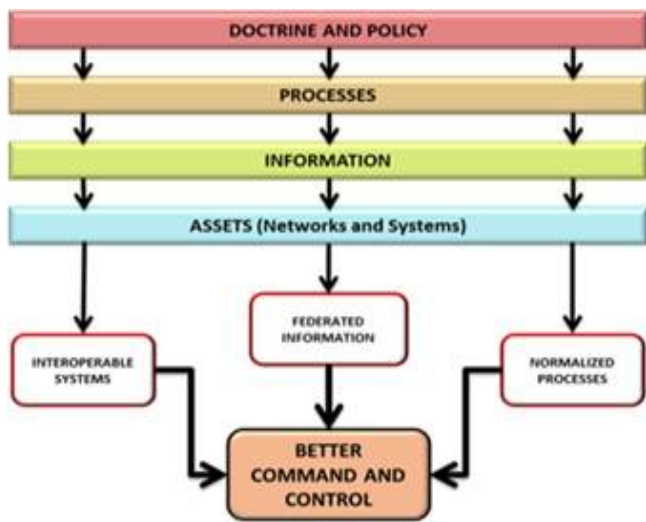 DOCTRINE AND POLICY
PROCESSES
INFORMATION
ASSETS (Networks and Systems)
FEDERATED
INFORMATION
INTEROPERABLE
SYSTEMS
NORMALIZED
PROCESSES
BETTER
COMMAND AND
CONTROL